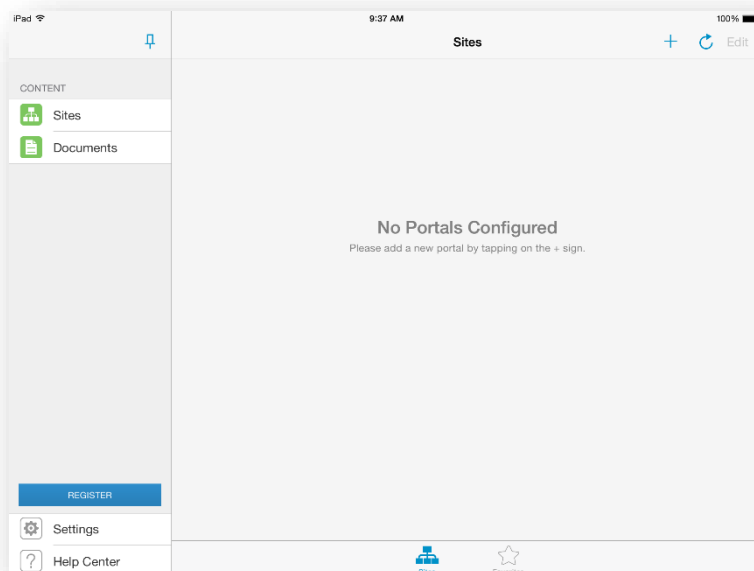 iPad 9:37 AM 100%
Sites Edit
CONTENT
Sites
Documents
No Portals Configured
Please add a new portal by tapping on the + sign.
REGISTER
Settings
Help Center